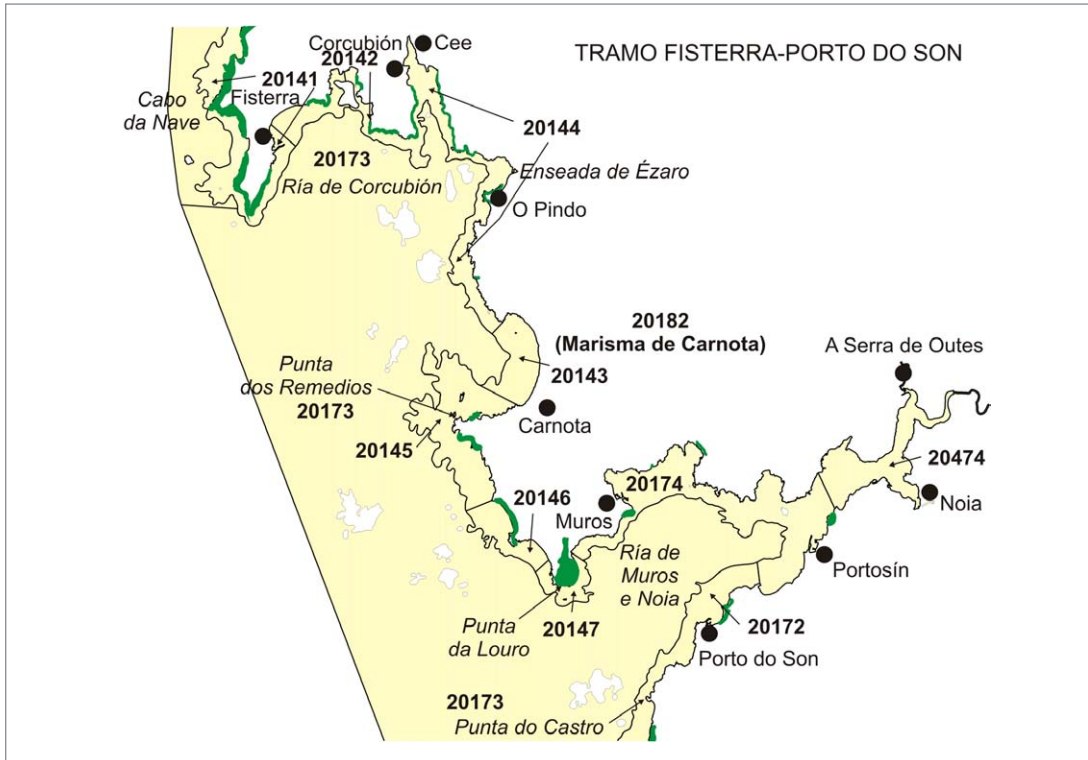 TRAMO FISTERRA-PORTO DO SON
Corcubión
Cee
20142
20141
Fisterra
Cabo
da Nave
20144
20173
Ría de Corcubión
Enseada de Ézaro
O Pindo
20182
(Marisma de Carnota)
A Serra de Outes
Punta
dos Remedios
20143
20173
Carnota
20145
20474
20146
20174
Noia
Muros
Ría de
Muros
e Noia
Portosín
Punta
da Louro
20147
20172
Porto do Son
20173
Punta do Castro